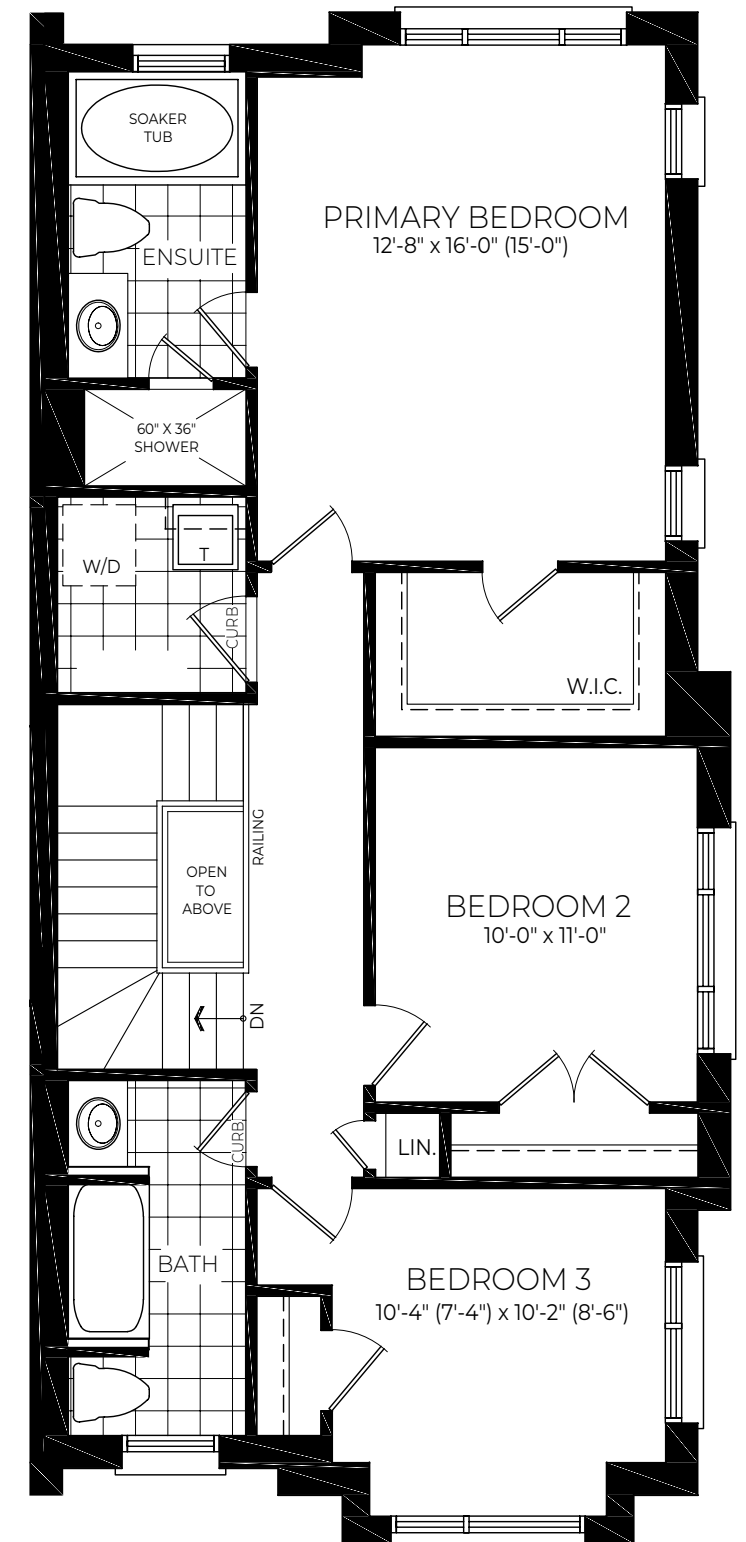 SOAKER
TUB
PRIMARY BEDROOM
12'-8" x 16'-0" (15'-0")
ENSUITE
60" X 36"
SHOWER
W/D
T
CURB
W.I.C.
RAILING
OPEN
TO
ABOVE
BEDROOM 2
10'-0" x 11'-0"
DN
CURB
LIN.
BATH
BEDROOM 3
10'-4" (7'-4") x 10'-2" (8'-6")